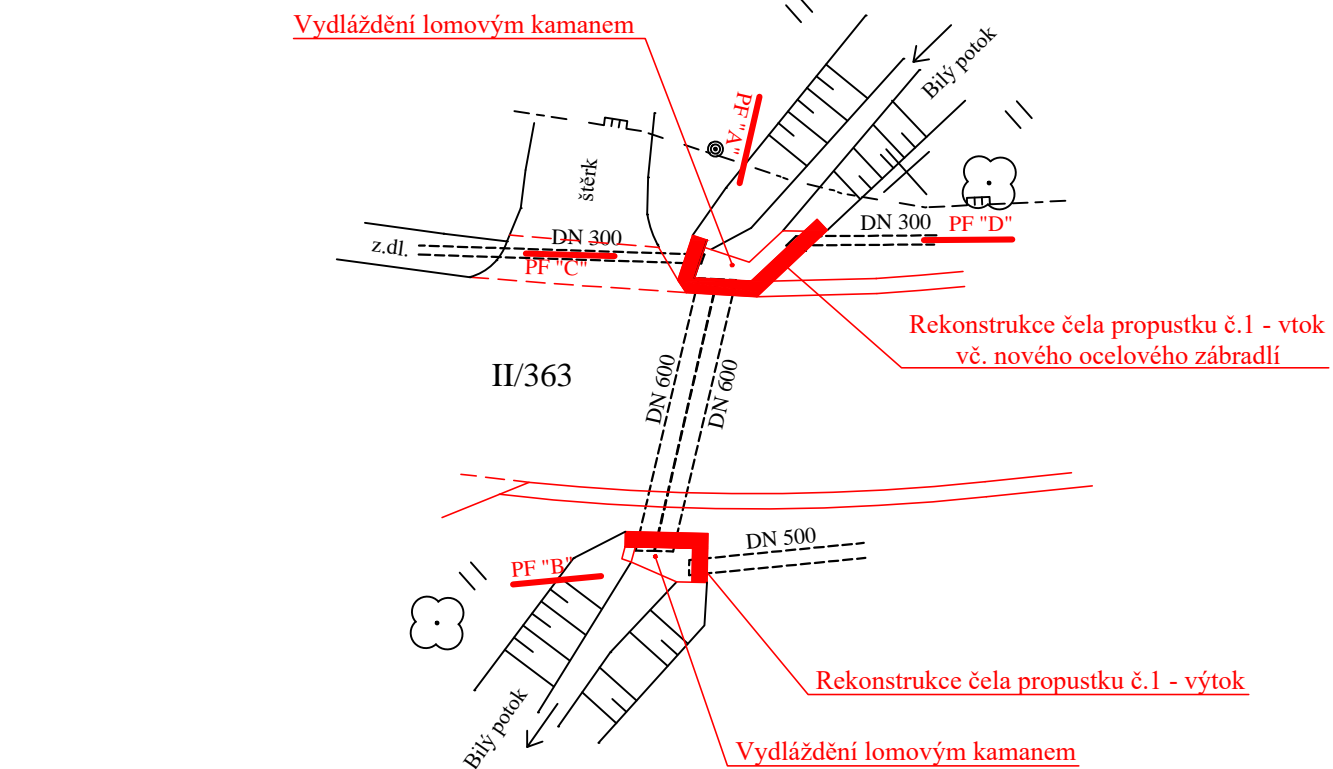 Vydláždění lomovým kamanem
Bílý potok
PF "A"
štěrk
DN 300
PF "D"
z.dl.
DN 300
PF "C"
Rekonstrukce čela propustku č.1 - vtok
vč. nového ocelového zábradlí
II/363
DN 600
DN 600
DN 500
PF "B"
Rekonstrukce čela propustku č.1 - výtok
Bílý potok
Vydláždění lomovým kamanem